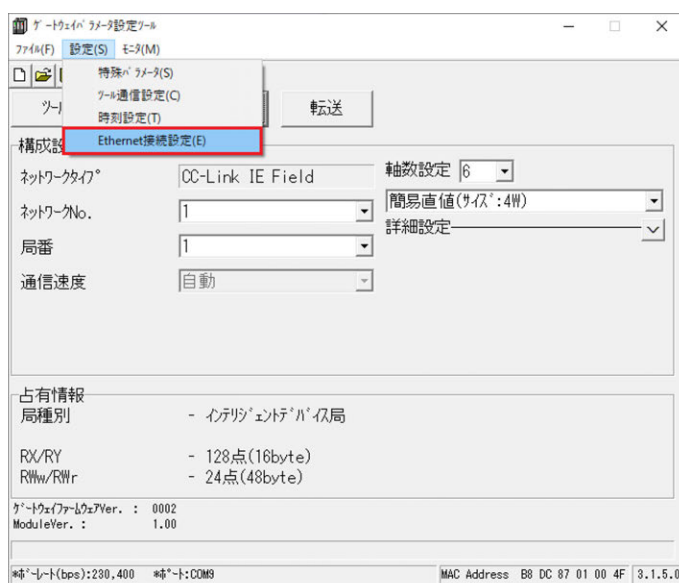 ｹﾞｰﾄｳｪｲﾊﾟﾗﾒｰﾀ設定ﾂｰﾙ
ﾌｧｲﾙ(F) 設定(S) ﾓﾆﾀ(M)
特殊ﾊﾟﾗﾒｰﾀ(S)
ﾂｰﾙ通信設定(C)
時刻設定(T)
Ethernet接続設定(E)
転送
ﾈｯﾄﾜｰｸﾀｲﾌﾟ CC-Link IE Field 軸数設定 6
ﾈｯﾄﾜｰｸNo. 1 簡易直値(ｻｲｽﾞ:4W)
詳細設定
局番 1
通信速度 自動
占有情報
局種別 - ｲﾝﾃﾘｼﾞｪﾝﾄﾃﾞﾊﾞｲｽ局
RX/RY - 128点(16byte)
RWw/RWr - 24点(48byte)
ｹﾞｰﾄｳｪｲﾌｧｰﾑｳｪｱVer. : 0002
ModuleVer. : 1.00
*ﾎﾞｰﾚｰﾄ(bps):230,400 *ﾎﾟｰﾄ:COM9 MAC Address B8 DC 87 01 00 4F 3.1.5.0